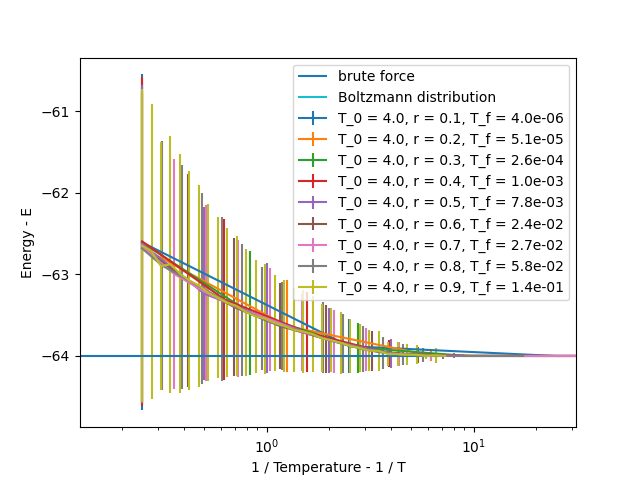 brute force
Boltzmann distribution
T_0 = 4.0, r = 0.1, T_f = 4.0e-06
T_0 = 4.0, r = 0.2, T_f = 5.1e-05
T_0 = 4.0, r = 0.3, T_f = 2.6e-04
T_0 = 4.0, r = 0.4, T_f = 1.0e-03
T_0 = 4.0, r = 0.5, T_f = 7.8e-03
T_0 = 4.0, r = 0.6, T_f = 2.4e-02
T_0 = 4.0, r = 0.7, T_f = 2.7e-02
T_0 = 4.0, r = 0.8, T_f = 5.8e-02
T_0 = 4.0, r = 0.9, T_f = 1.4e-01
Energy - E
−61
−62
−63
−64
10⁰
10¹
1 / Temperature - 1 / T